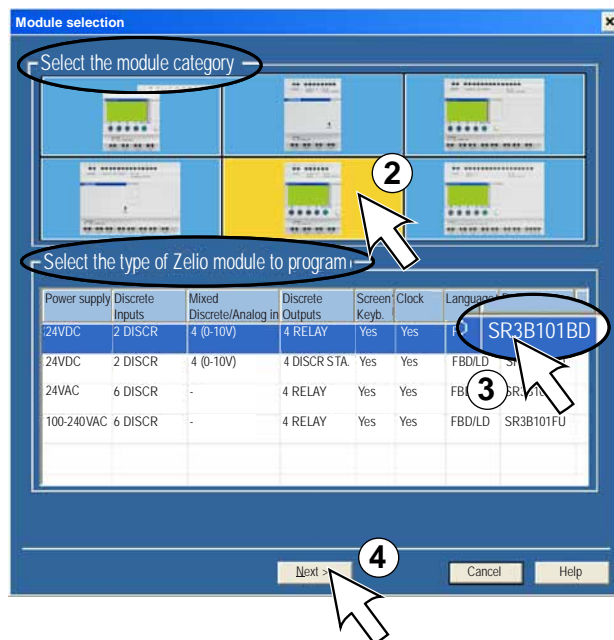 Module selection
Select the module category
2
Select the type of Zelio module to program
Power supply Discrete Inputs Mixed Discrete/Analog in Discrete Outputs Screen Keyb. Clock Language
24VDC 2 DISCR 4 (0-10V) 4 RELAY Yes Yes SR3B101BD
24VDC 2 DISCR 4 (0-10V) 4 DISCR STA. Yes Yes FBD/LD
3
24VAC 6 DISCR - 4 RELAY Yes Yes
100-240VAC 6 DISCR - 4 RELAY Yes Yes FBD/LD SR3B101FU
4
Next > Cancel Help